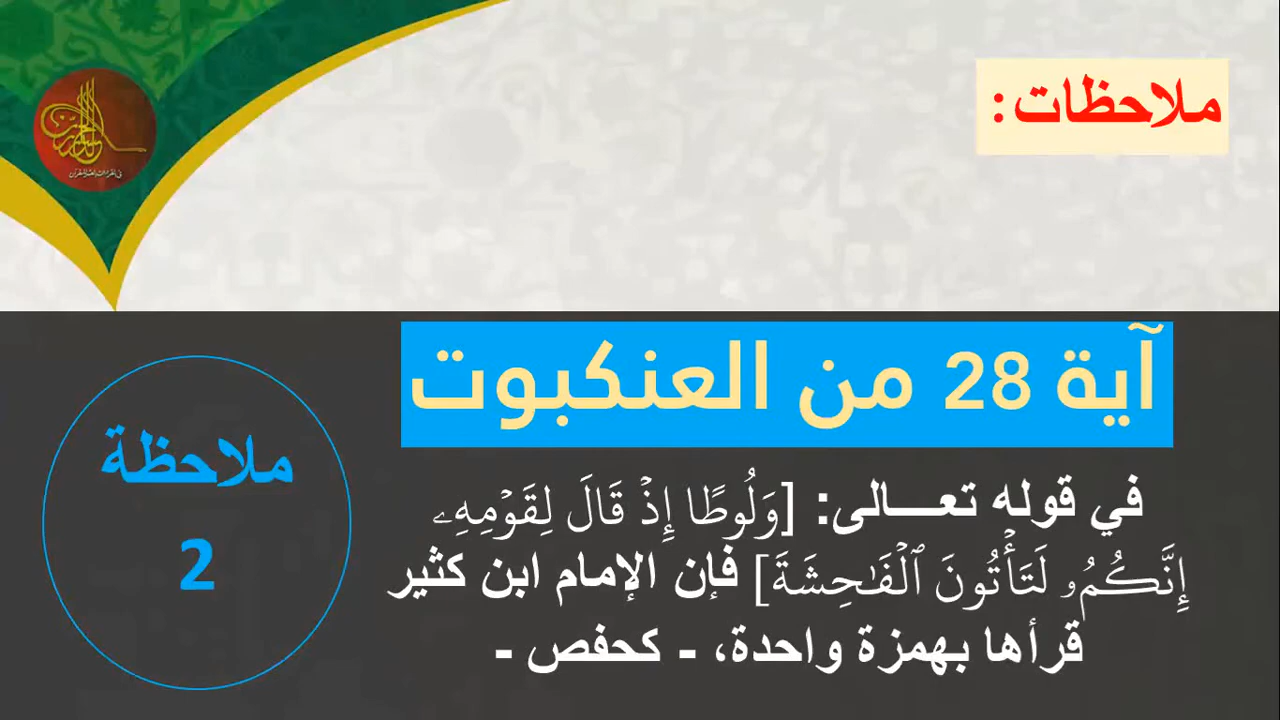 ملاحظات:
آية 28 من العنكبوت
في قوله تعـــالى: [وَلُوطًا إِذۡ قَالَ لِقَوۡمِهِۦ
إِنَّكُمُۥ لَتَأۡتُونَ ٱلۡفَٰحِشَةَ] فإن الإمام ابن كثير
قرأها بهمزة واحدة، - كحفص -
ملاحظة
2